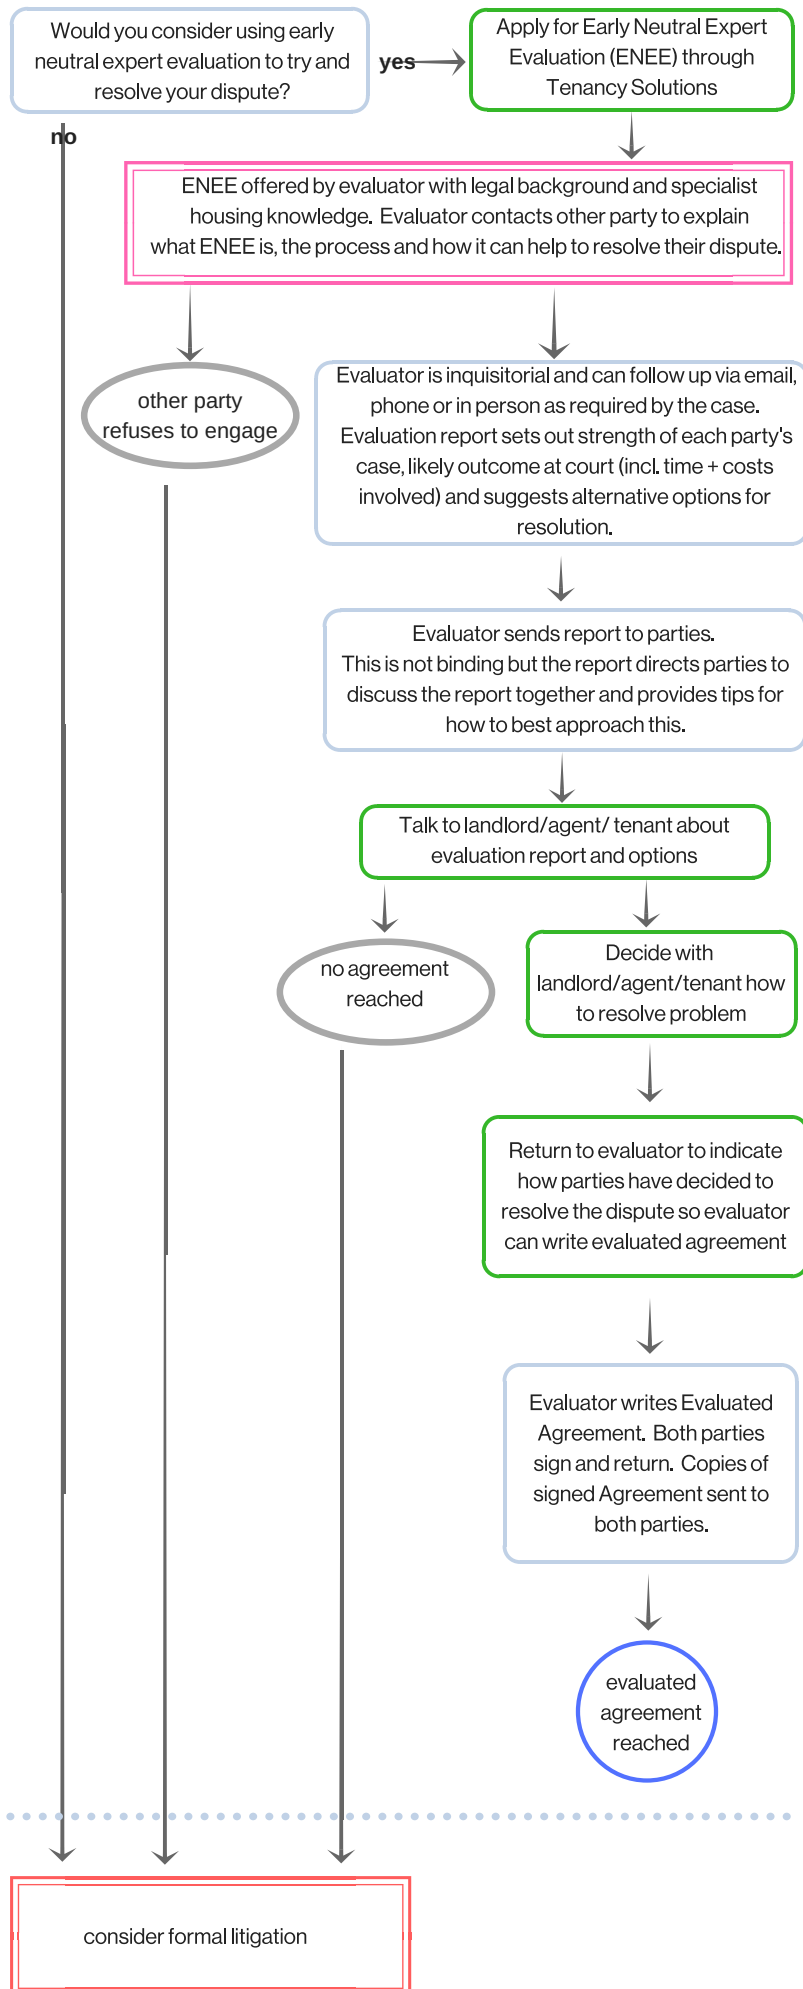 Would you consider using early
neutral expert evaluation to try and
resolve your dispute?
yes
Apply for Early Neutral Expert
Evaluation (ENEE) through
Tenancy Solutions
no
ENEE offered by evaluator with legal background and specialist
housing knowledge. Evaluator contacts other party to explain
what ENEE is, the process and how it can help to resolve their dispute.
other party
refuses to engage
Evaluator is inquisitorial and can follow up via email,
phone or in person as required by the case.
Evaluation report sets out strength of each party's
case, likely outcome at court (incl. time + costs
involved) and suggests alternative options for
resolution.
Evaluator sends report to parties.
This is not binding but the report directs parties to
discuss the report together and provides tips for
how to best approach this.
Talk to landlord/agent/ tenant about
evaluation report and options
no agreement
reached
Decide with
landlord/agent/tenant how
to resolve problem
Return to evaluator to indicate
how parties have decided to
resolve the dispute so evaluator
can write evaluated agreement
Evaluator writes Evaluated
Agreement. Both parties
sign and return. Copies of
signed Agreement sent to
both parties.
evaluated
agreement
reached
consider formal litigation